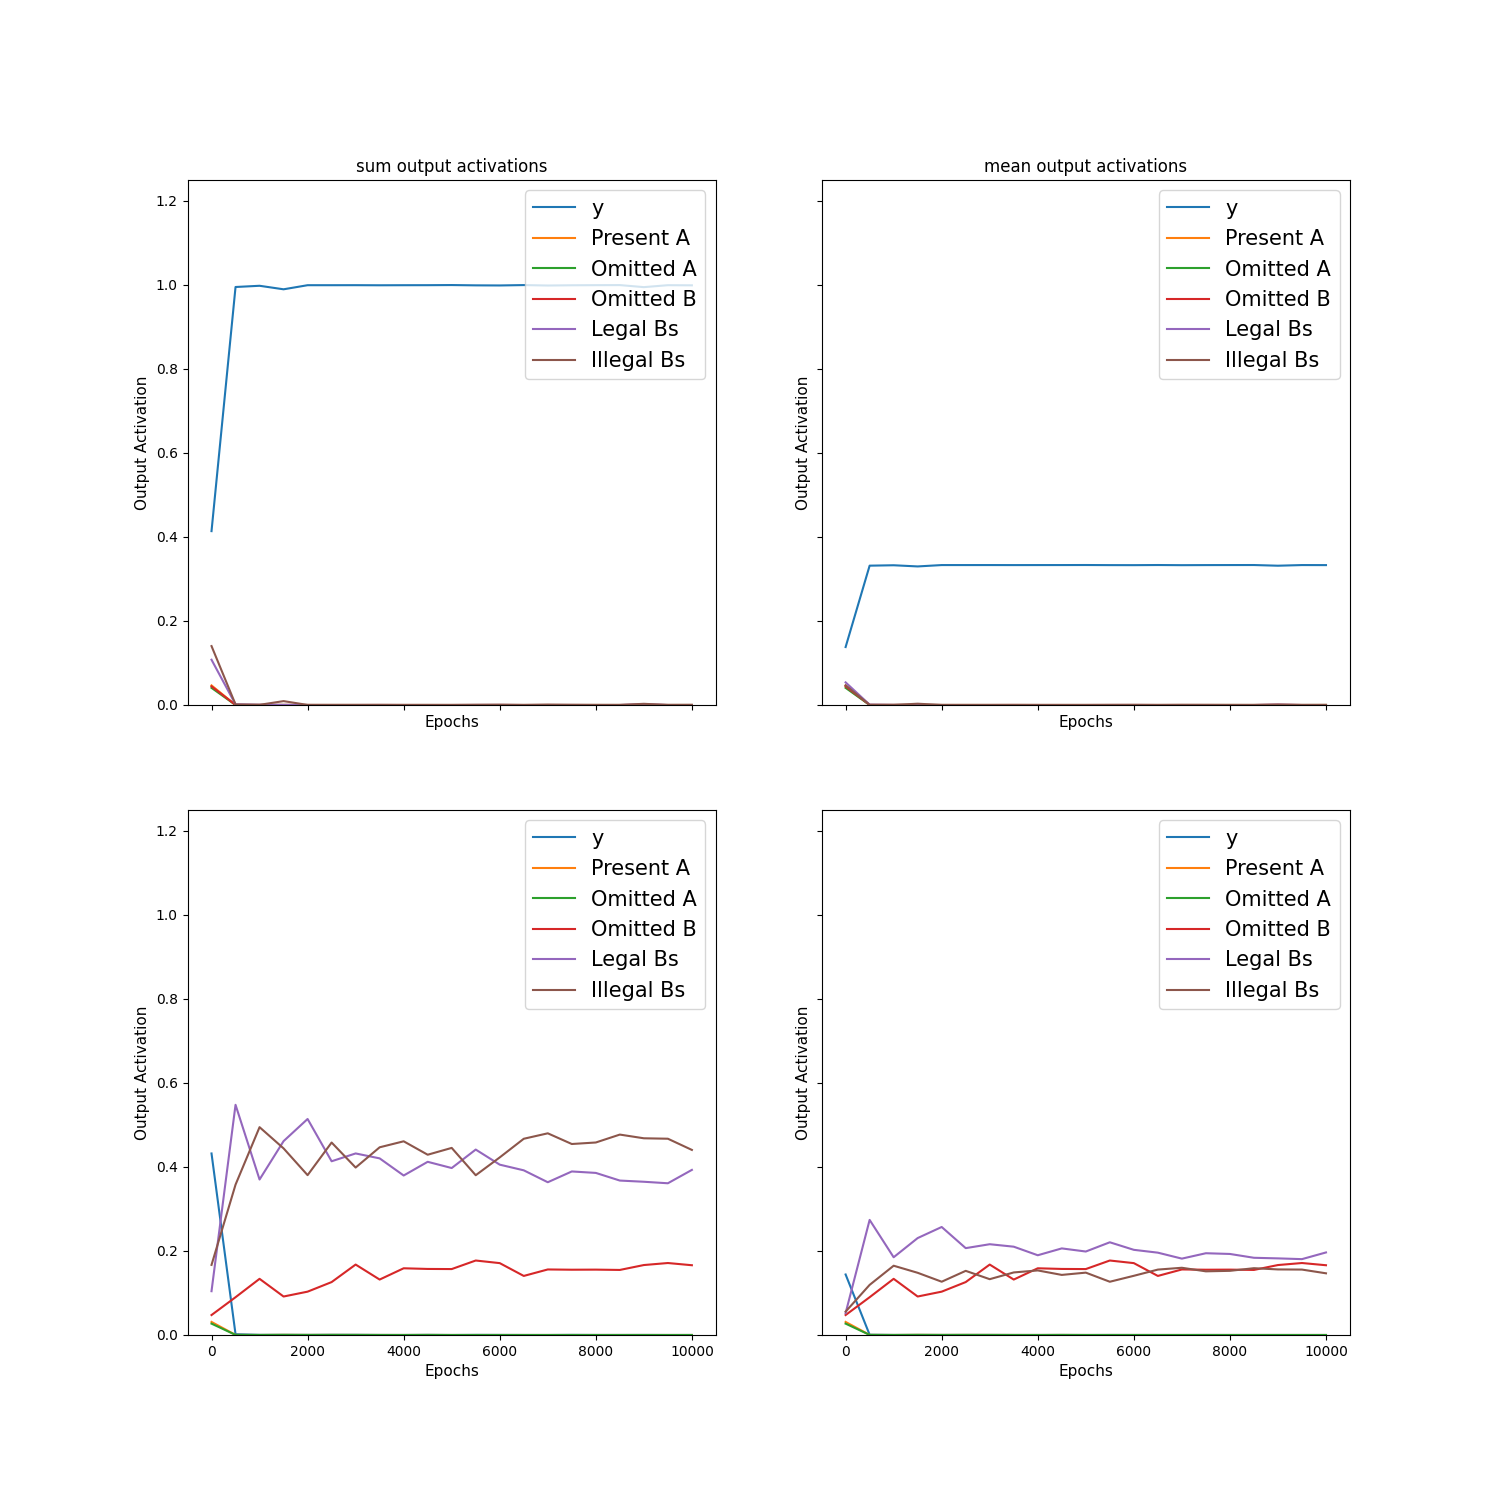 sum output activations
1.2
1.0
0.8
0.6
0.4
0.2
0.0
Output Activation
Epochs
y
Present A
Omitted A
Omitted B
Legal Bs
Illegal Bs
mean output activations
Output Activation
Epochs
y
Present A
Omitted A
Omitted B
Legal Bs
Illegal Bs
1.2
1.0
0.8
0.6
0.4
0.2
0.0
Output Activation
0 2000 4000 6000 8000 10000
Epochs
y
Present A
Omitted A
Omitted B
Legal Bs
Illegal Bs
Output Activation
0 2000 4000 6000 8000 10000
Epochs
y
Present A
Omitted A
Omitted B
Legal Bs
Illegal Bs